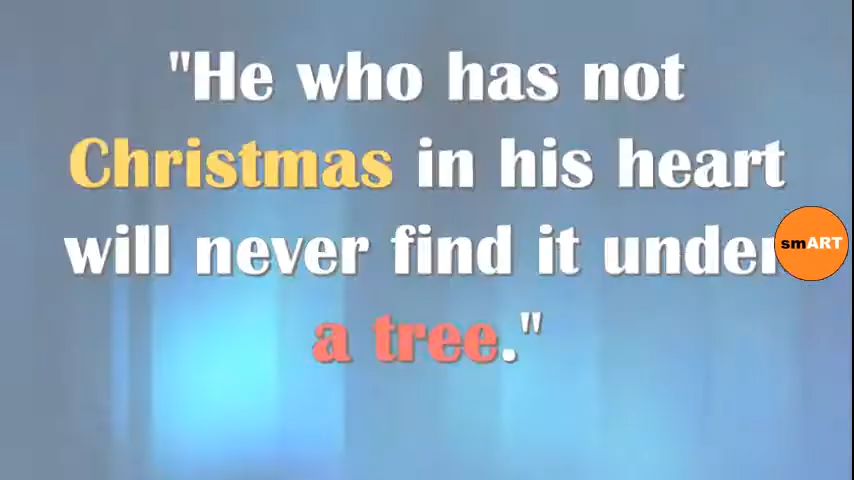 "He who has not
Christmas in his heart
will never find it under
a tree."
smART